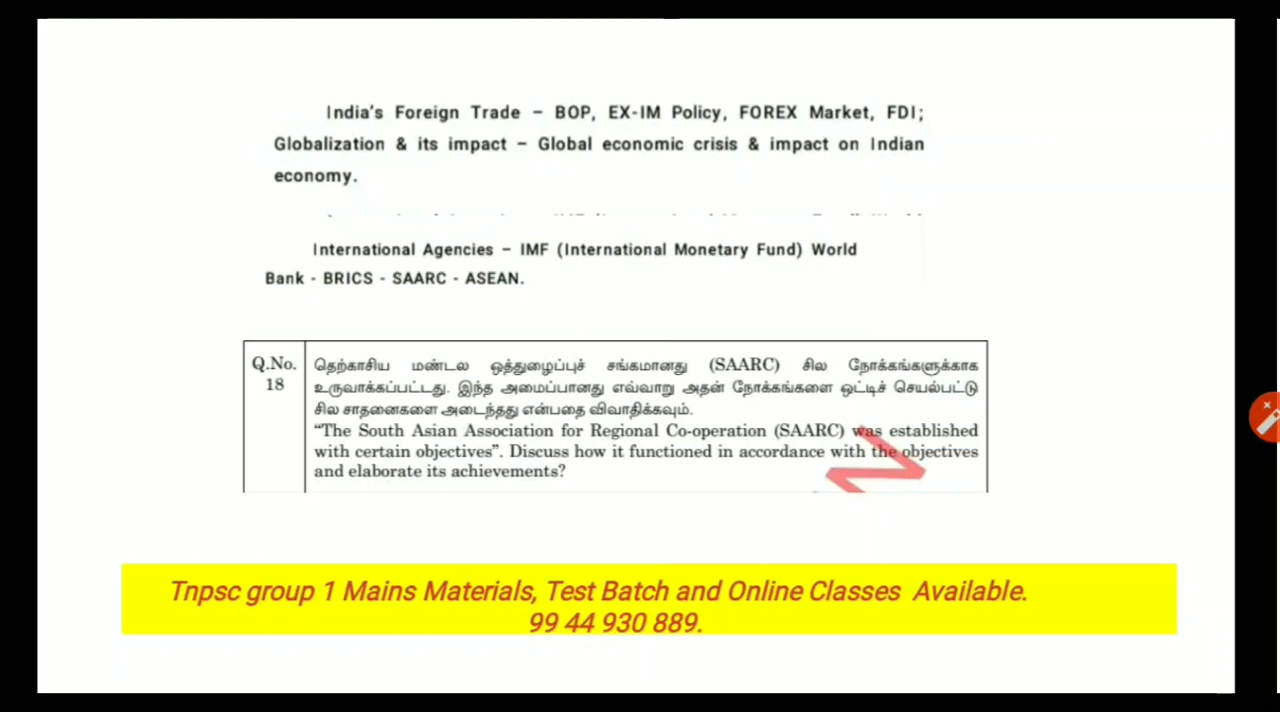 India's Foreign Trade – BOP, EX-IM Policy, FOREX Market, FDI;
Globalization & its impact – Global economic crisis & impact on Indian
economy.
International Agencies – IMF (International Monetary Fund) World
Bank - BRICS - SAARC - ASEAN.
Q.No.
18
தெற்காசிய மண்டல ஒத்துழைப்புச் சங்கமானது (SAARC) சில நோக்கங்களுக்காக
உருவாக்கப்பட்டது. இந்த அமைப்பானது எவ்வாறு அதன் நோக்கங்களை ஒட்டிச் செயல்பட்டு
சில சாதனைகளை அடைந்தது என்பதை விவாதிக்கவும்.
"The South Asian Association for Regional Co-operation (SAARC) was established
with certain objectives". Discuss how it functioned in accordance with the objectives
and elaborate its achievements?
Tnpsc group 1 Mains Materials, Test Batch and Online Classes Available.
99 44 930 889.